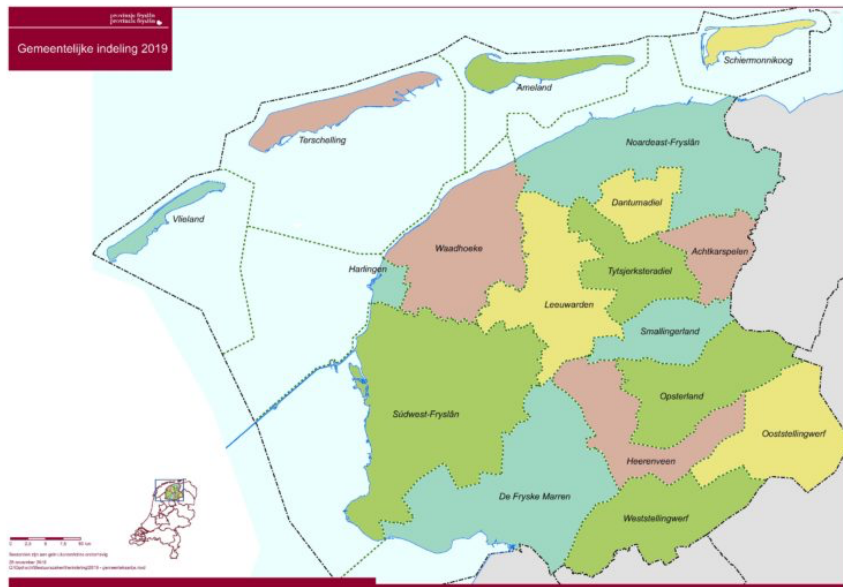 provinsje fryslân
provincie fryslân
Gemeentelijke indeling 2019
Schiermonnikoog
Ameland
Terschelling
Noardeast-Fryslân
Dantumadiel
Vlieland
Waadhoeke
Achtkarspelen
Harlingen
Tytsjerksteradiel
Leeuwarden
Smallingerland
Opsterland
Súdwest-Fryslân
Ooststellingwerf
Heerenveen
De Fryske Marren
Weststellingwerf